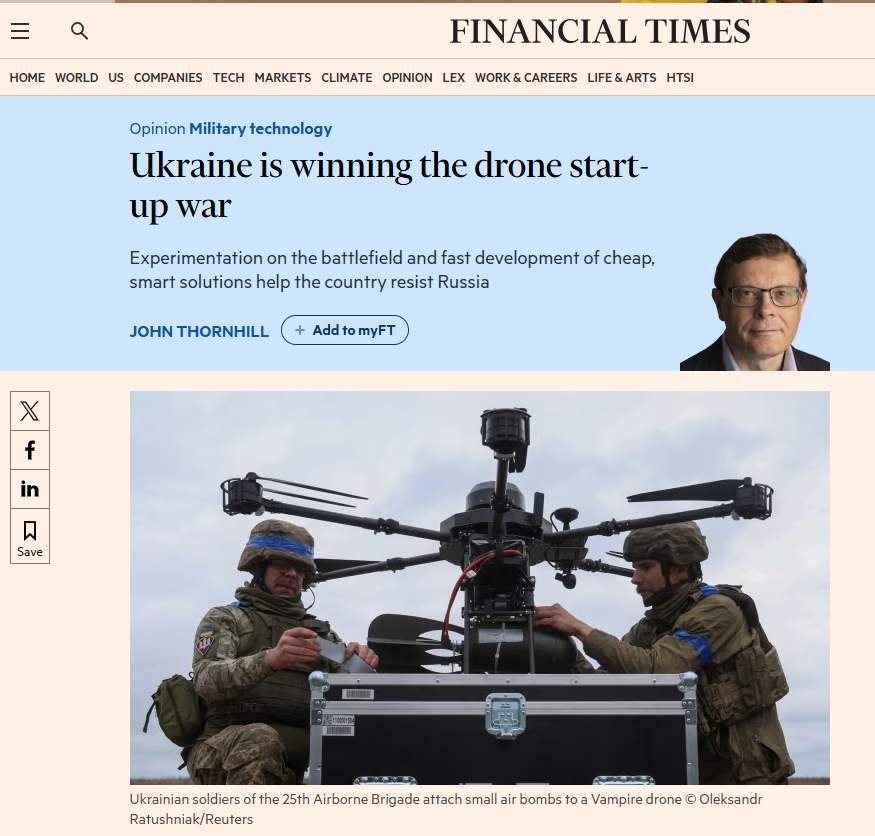 FINANCIAL TIMES
HOME WORLD US COMPANIES TECH MARKETS CLIMATE OPINION LEX WORK & CAREERS LIFE & ARTS HTSI
Opinion Military technology
Ukraine is winning the drone start-
up war
Experimentation on the battlefield and fast development of cheap,
smart solutions help the country resist Russia
JOHN THORNHILL + Add to myFT
Save
Ukrainian soldiers of the 25th Airborne Brigade attach small air bombs to a Vampire drone © Oleksandr
Ratushniak/Reuters